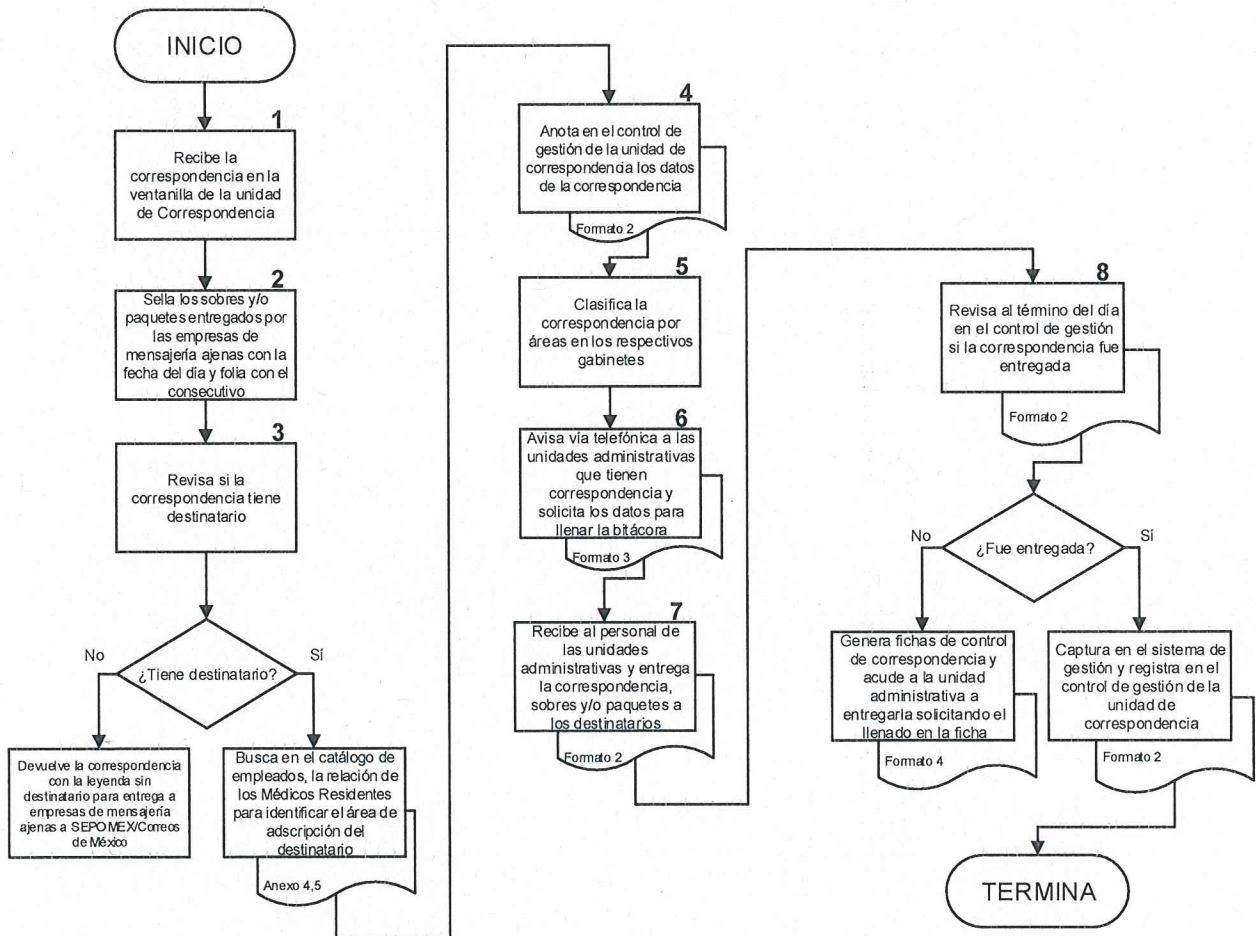 INICIO
1
Recibe la
correspondencia en la
ventanilla de la unidad
de Correspondencia
2
Sella los sobres y/o
paquetes entregados por
las empresas de
mensajería ajenas con la
fecha del día y folia con el
consecutivo
3
Revisa si la
correspondencia tiene
destinatario
No
¿Tiene destinatario?
Sí
Devuelve la correspondencia
con la leyenda sin
destinatario para entrega a
empresas de mensajería
ajenas a SEPOMEX/Correos
de México
Busca en el catálogo de
empleados, la relación de
los Médicos Residentes
para identificar el área de
adscripción del
destinatario
Anexo 4,5
4
Anota en el control de
gestión de la unidad de
correspondencia los datos
de la correspondencia
Formato 2
5
Clasifica la
correspondencia por
áreas en los respectivos
gabinetes
6
Avisa vía telefónica a las
unidades administrativas
que tienen
correspondencia y
solicita los datos para
llenar la bitácora
Formato 3
7
Recibe al personal de
las unidades
administrativas y entrega
la correspondencia,
sobres y/o paquetes a
los destinatarios
Formato 2
8
Revisa al término del día
en el control de gestión
si la correspondencia fue
entregada
Formato 2
No
¿Fue entregada?
Sí
Genera fichas de control
de correspondencia y
acude a la unidad
administrativa a
entregarla solicitando el
llenado en la ficha
Formato 4
Captura en el sistema de
gestión y registra en el
control de gestión de la
unidad de
correspondencia
Formato 2
TERMINA